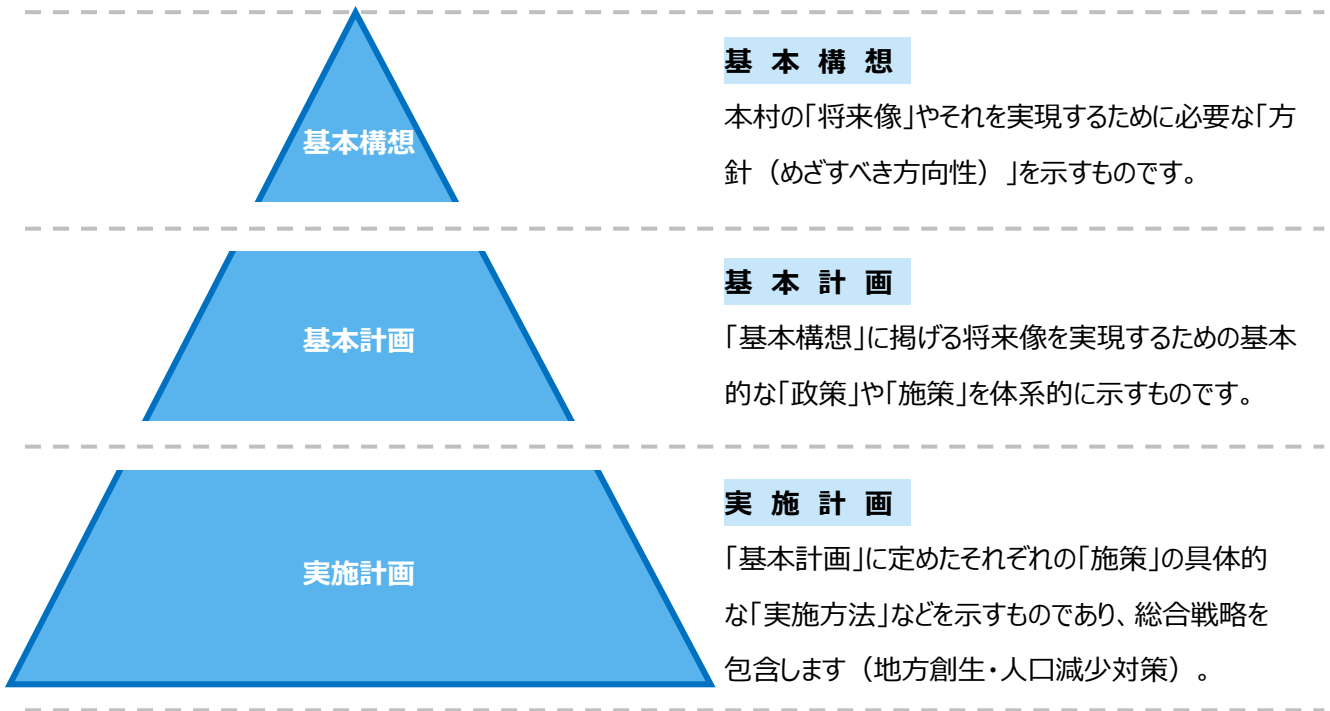 基本構想
基 本 構 想
本村の「将来像」やそれを実現するために必要な「方
針（めざすべき方向性）」を示すものです。
基本計画
基 本 計 画
「基本構想」に掲げる将来像を実現するための基本
的な「政策」や「施策」を体系的に示すものです。
実施計画
実 施 計 画
「基本計画」に定めたそれぞれの「施策」の具体的
な「実施方法」などを示すものであり、総合戦略を
包含します（地方創生・人口減少対策）。